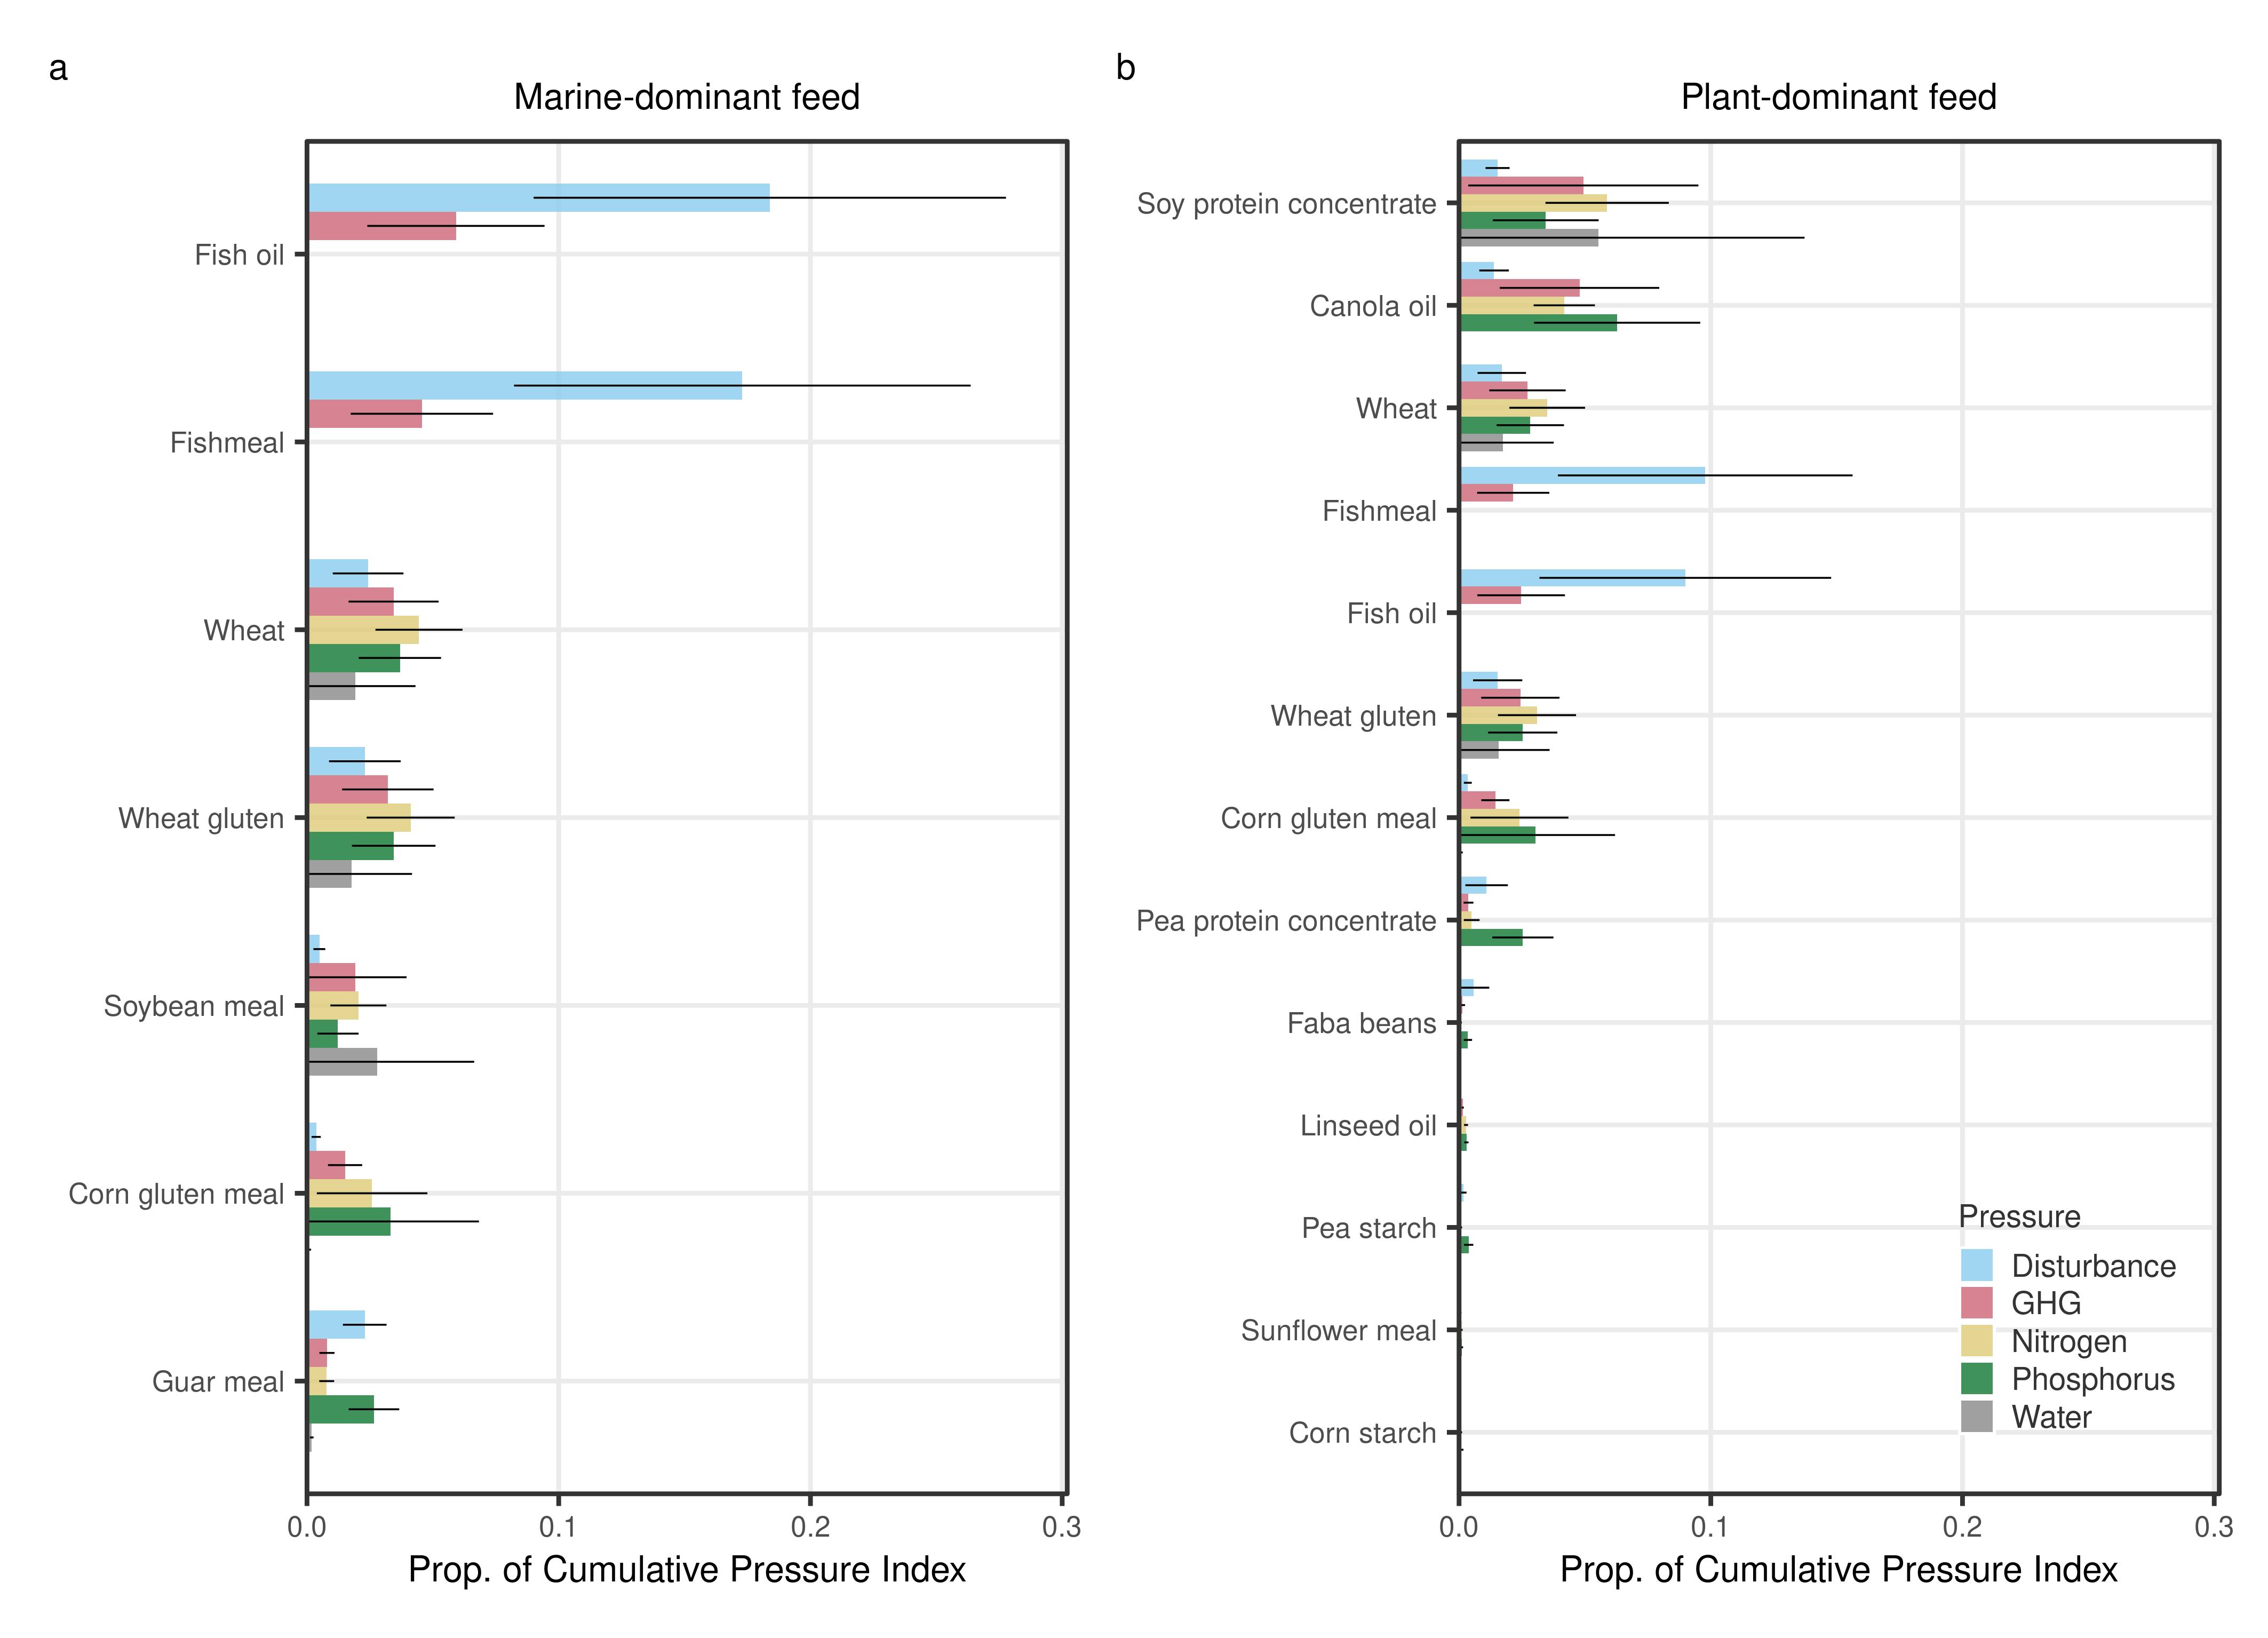 a
Marine-dominant feed
Fish oil
Fishmeal
Wheat
Wheat gluten
Soybean meal
Corn gluten meal
Guar meal
0.0 0.1 0.2 0.3
Prop. of Cumulative Pressure Index
b
Plant-dominant feed
Soy protein concentrate
Canola oil
Wheat
Fishmeal
Fish oil
Wheat gluten
Corn gluten meal
Pea protein concentrate
Faba beans
Linseed oil
Pea starch
Sunflower meal
Corn starch
Pressure
Disturbance
GHG
Nitrogen
Phosphorus
Water
0.0 0.1 0.2 0.3
Prop. of Cumulative Pressure Index